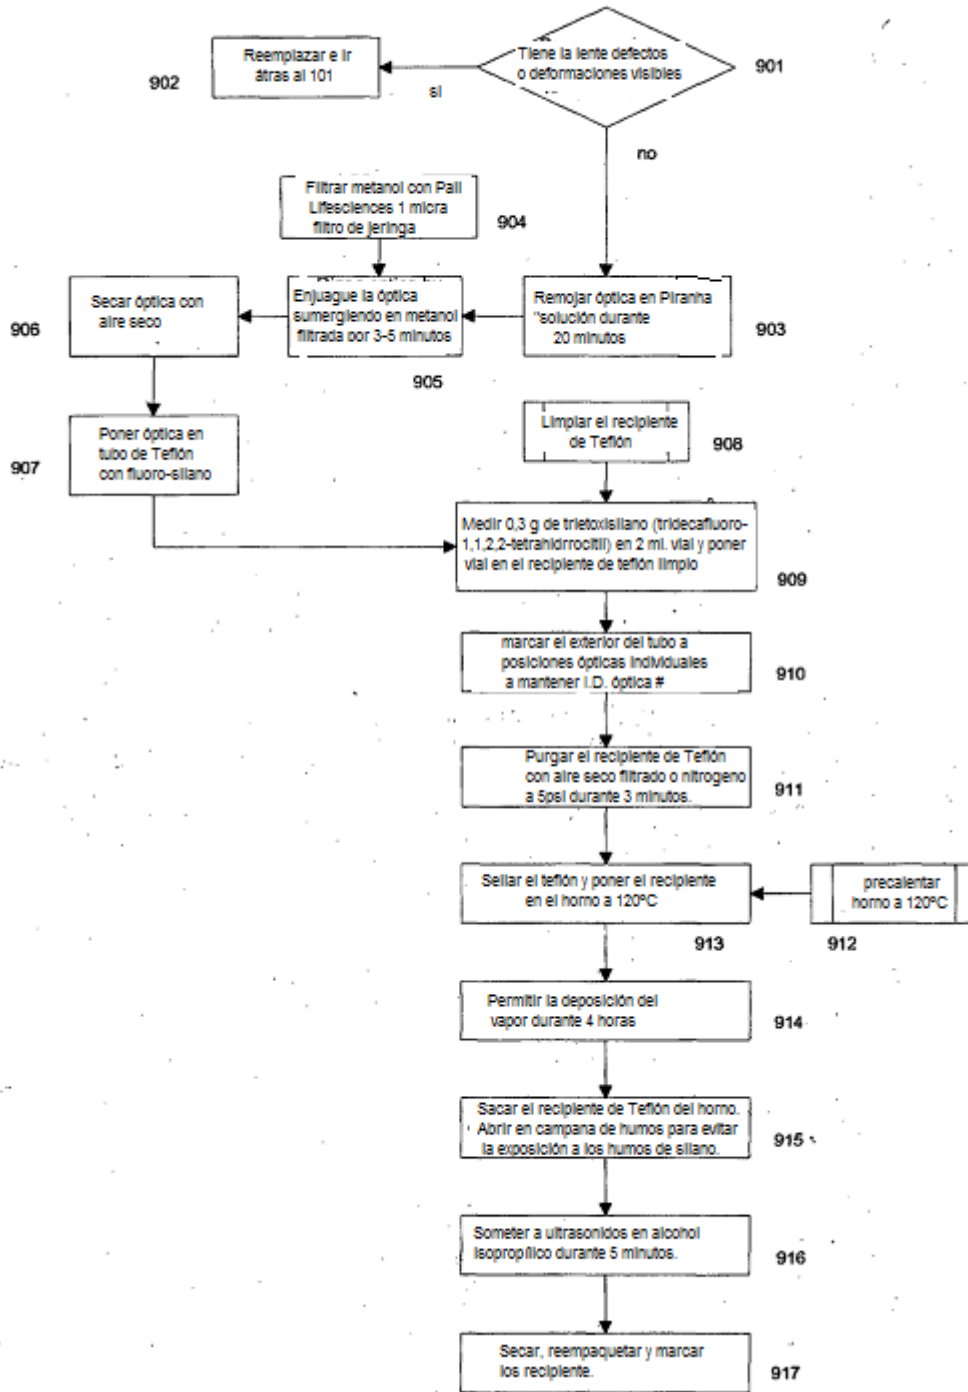 Tiene la lente defectos
o deformaciones visibles
901
Reemplazar e Ir
átras al 101
902
si
no
Filtrar metanol con Pall
Lifesciences 1 micra
filtro de jeringa
904
Remojar óptica en Piranha
"solución durante
20 minutos
903
Enjuague la óptica
sumergiendo en metanol
filtrada por 3-5 minutos
905
Secar óptica con
aire seco
906
Poner óptica en
tubo de Teflón
con fluoro-silano
907
Limpiar el recipiente
de Teflón
908
Medir 0,3 g de trietoxisilano (tridecafluoro-
1,1,2,2-tetrahidrrocitil) en 2 ml. vial y poner
vial en el recipiente de teflón limpio
909
marcar el exterior del tubo a
posiciones ópticas individuales
a mantener I.D. óptica #
910
Purgar el recipiente de Teflón
con aire seco filtrado o nitrogeno
a 5psi durante 3 minutos.
911
Sellar el teflón y poner el recipiente
en el horno a 120ºC
913
precalentar
horno a 120ºC
912
Permitir la deposición del
vapor durante 4 horas
914
Sacar el recipiente de Teflón del horno.
Abrir en campana de humos para evitar
la exposición a los humos de silano.
915
Someter a ultrasonidos en alcohol
isopropílico durante 5 minutos.
916
Secar, reempaquetar y marcar
los recipiente.
917